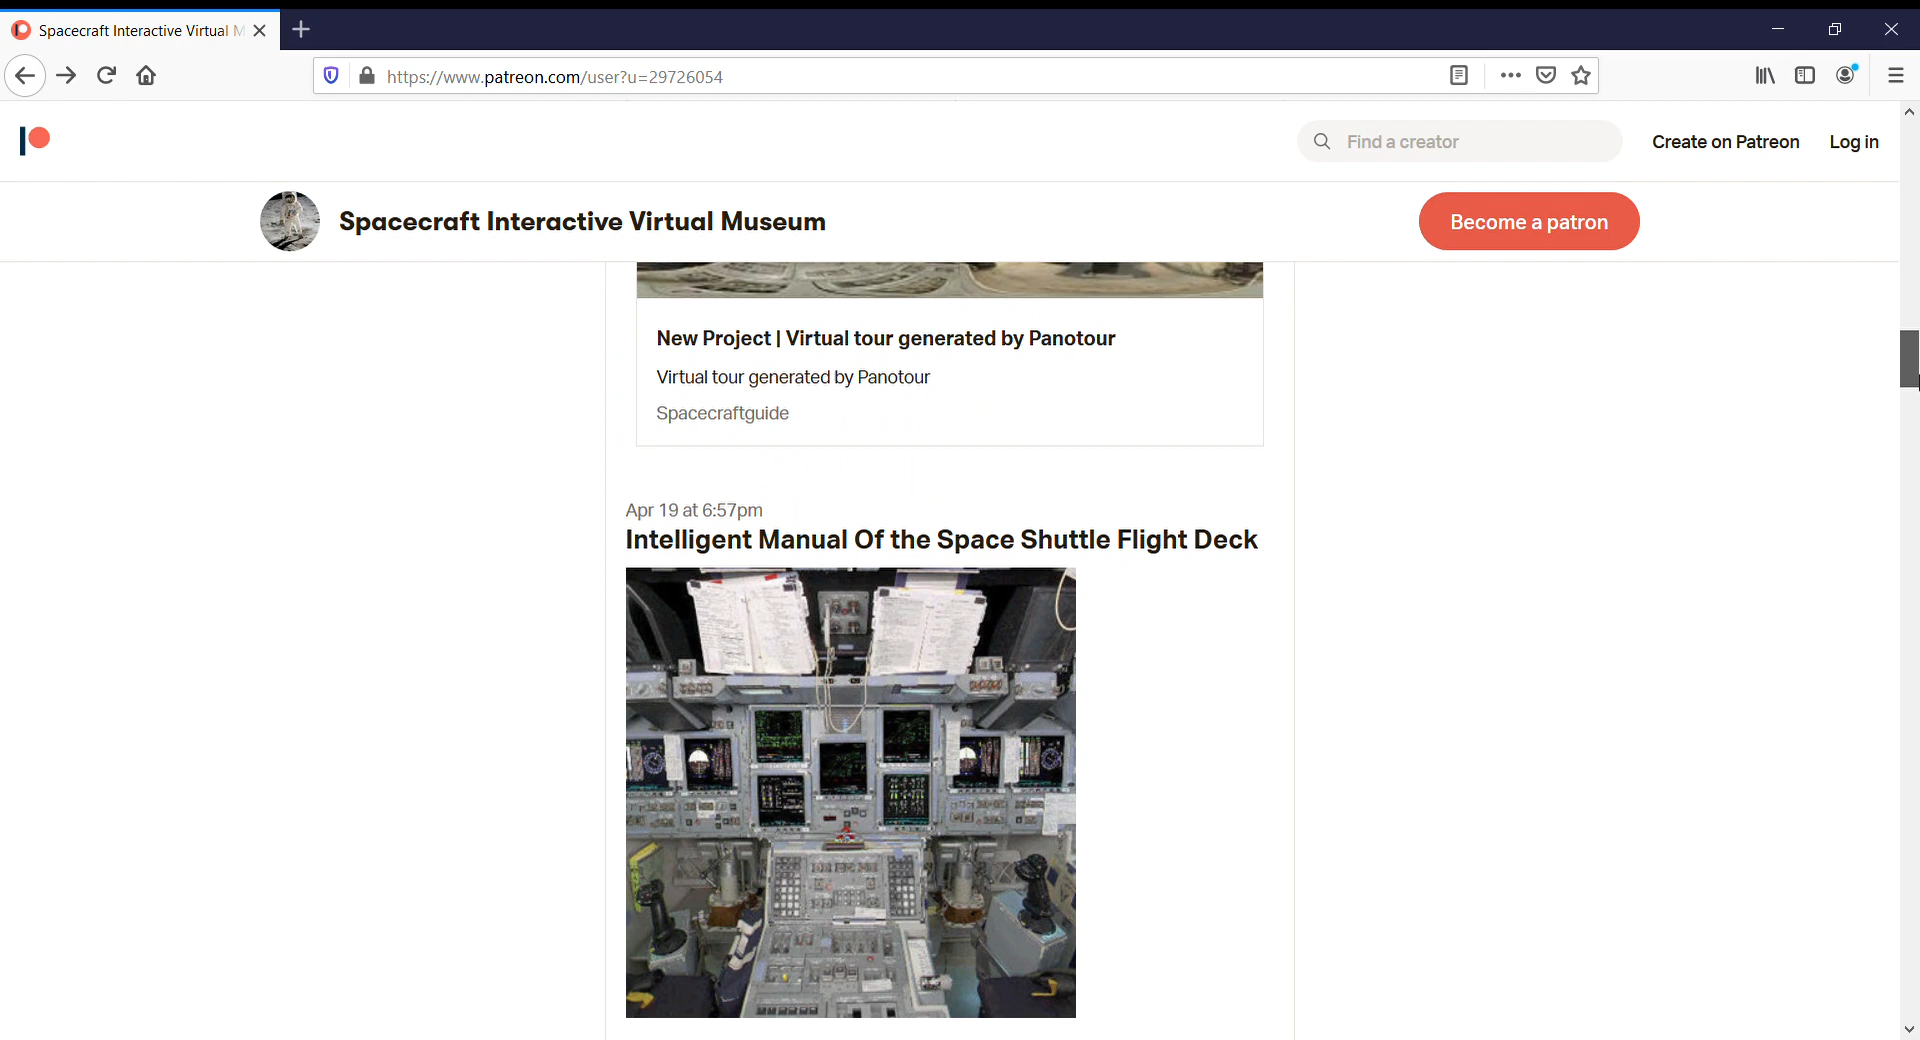 Spacecraft Interactive Virtual M
https://www.patreon.com/user?u=29726054
Find a creator
Create on Patreon
Log in
Spacecraft Interactive Virtual Museum
Become a patron
New Project | Virtual tour generated by Panotour
Virtual tour generated by Panotour
Spacecraftguide
Apr 19 at 6:57pm
Intelligent Manual Of the Space Shuttle Flight Deck